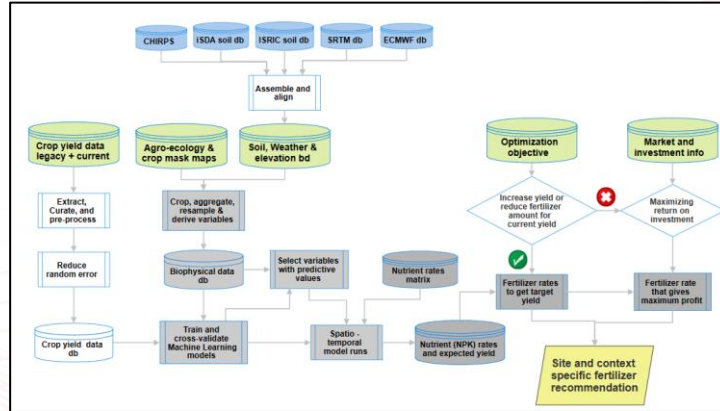 CHIRPS
iSDA soil db
ISRIC soil db
SRTM db
ECMWF db
Assemble and
align
Crop yield data
legacy + current
Agro-ecology &
crop mask maps
Soil, Weather &
elevation bd
Optimization
objective
Market and
investment info
Extract,
Curate, and
pre-process
Crop, aggregate,
resample &
derive variables
Increase yield or
reduce fertilizer
amount for
current yield
Maximizing
return on
investment
Reduce
random error
Biophysical data
db
Select variables
with predictive
values
Nutrient rates
matrix
Fertilizer rates
to get target
yield
Fertilizer rate
that gives
maximum profit
Crop yield data
db
Train and
cross-validate
Machine Learning
models
Spatio -
temporal
model runs
Nutrient (NPK) rates
and expected yield
Site and context
specific fertilizer
recommendation